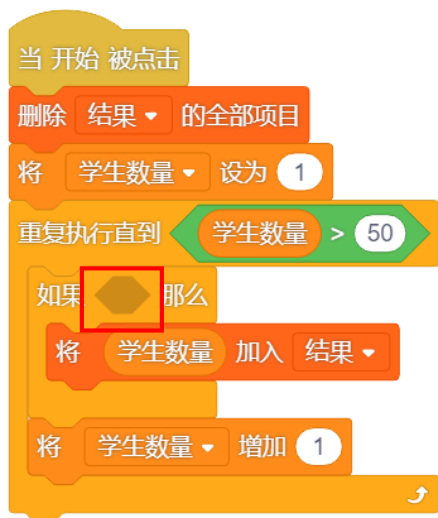 当 开始 被点击
删除 结果 的全部项目
将 学生数量 设为 1
重复执行直到 学生数量 > 50
如果 那么
将 学生数量 加入 结果
将 学生数量 增加 1